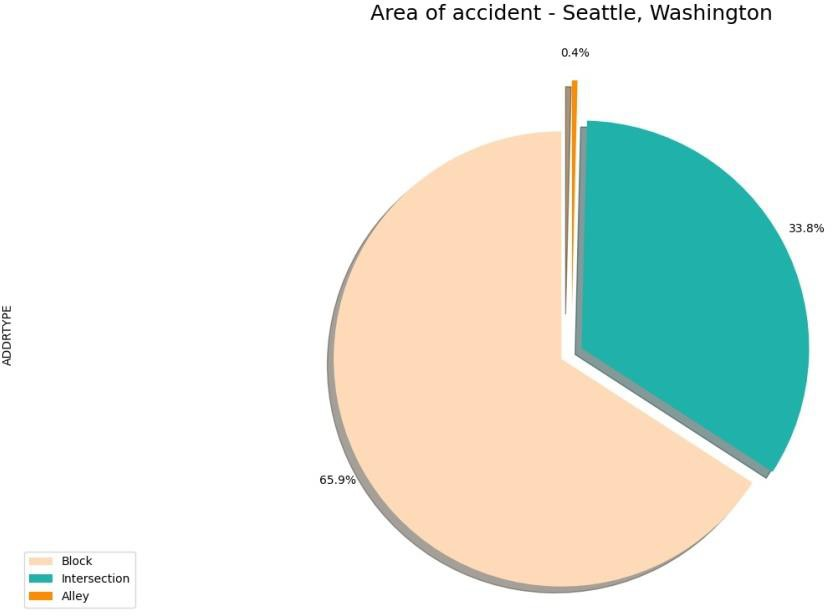 Area of accident - Seattle, Washington
0.4%
33.8%
ADDRTYPE
65.9%
Block
Intersection
Alley